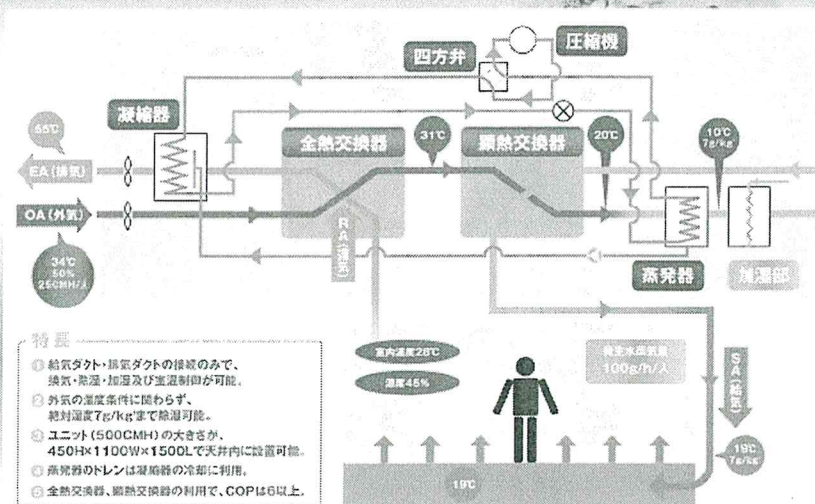 四方弁
圧縮機
凝縮器
55℃
全熱交換器
31℃
顕熱交換器
20℃
10℃
7g/kg'
EA(排気)
OA(外気)
RA(還気)
34℃
50%
25CMH/人
蒸発器
加湿部
特長
① 給気ダクト・排気ダクトの接続のみで、
換気・除湿・加湿及び室温制御が可能。
② 外気の温度条件に関わらず、
絶対湿度7g/kg'まで除湿可能。
③ ユニット(500CMH)の大きさが、
450H×1100W×1500Lで天井内に設置可能。
④ 蒸発器のドレンは凝縮器の冷却に利用。
⑤ 全熱交換器、顕熱交換器の利用で、COPは6以上。
室内温度28℃
湿度45%
発生水蒸気量
100g/h/人
SA(給気)
19℃
7g/kg'
19℃